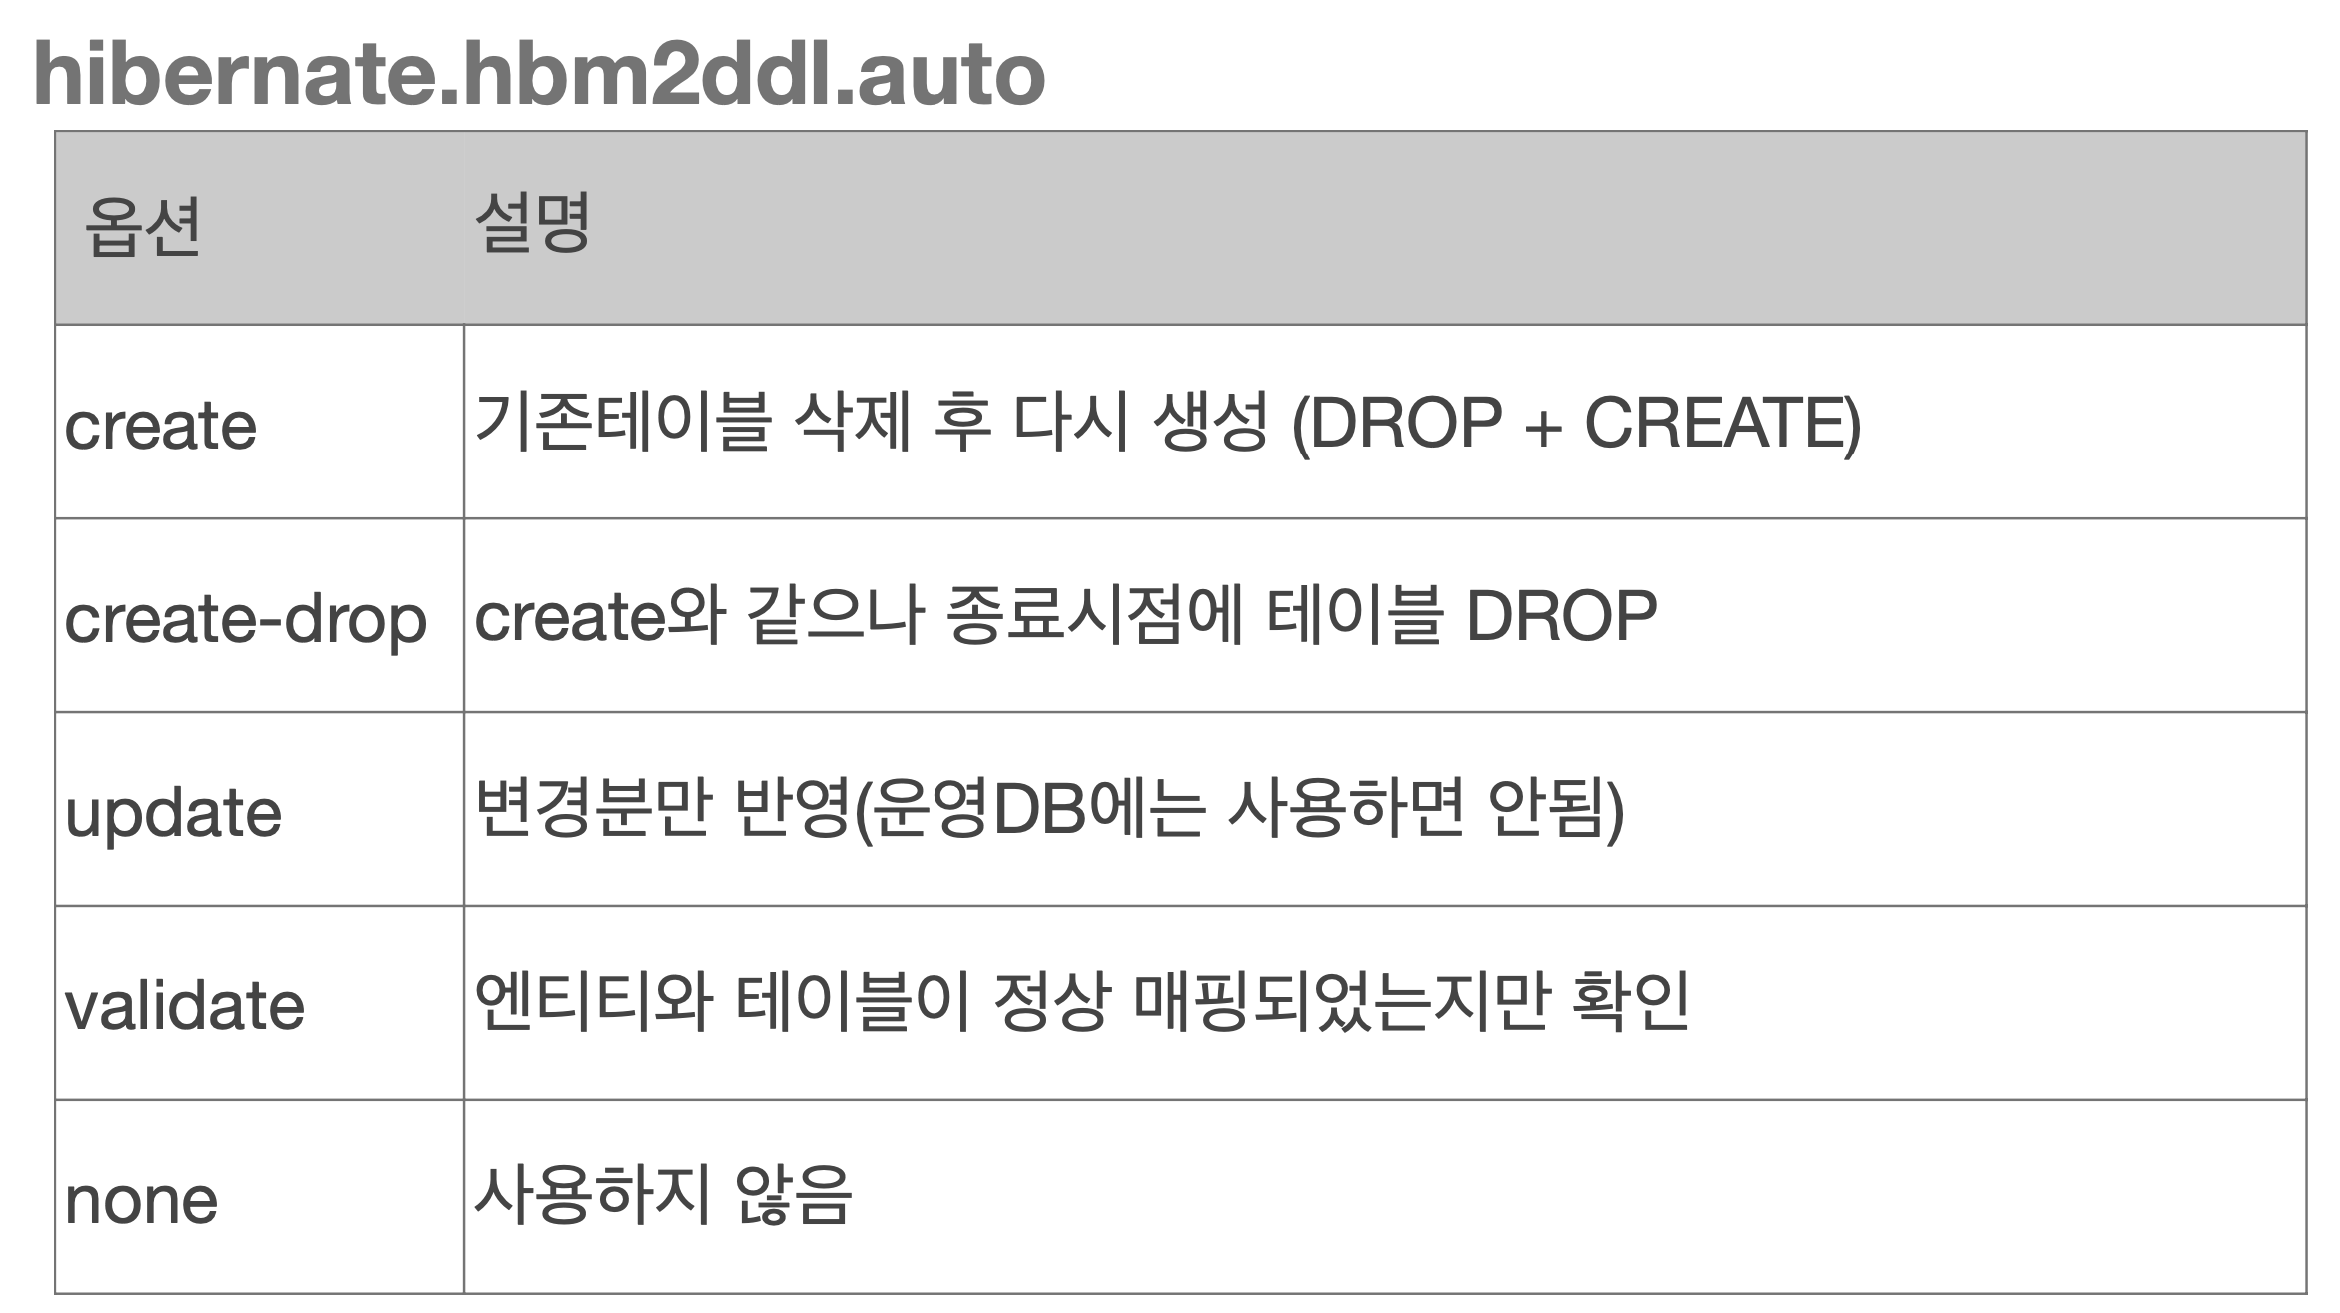 hibernate.hbm2ddl.auto
옵션 설명
create 기존테이블 삭제 후 다시 생성 (DROP + CREATE)
create-drop create와 같으나 종료시점에 테이블 DROP
update 변경분만 반영(운영DB에는 사용하면 안됨)
validate 엔티티와 테이블이 정상 매핑되었는지만 확인
none 사용하지 않음